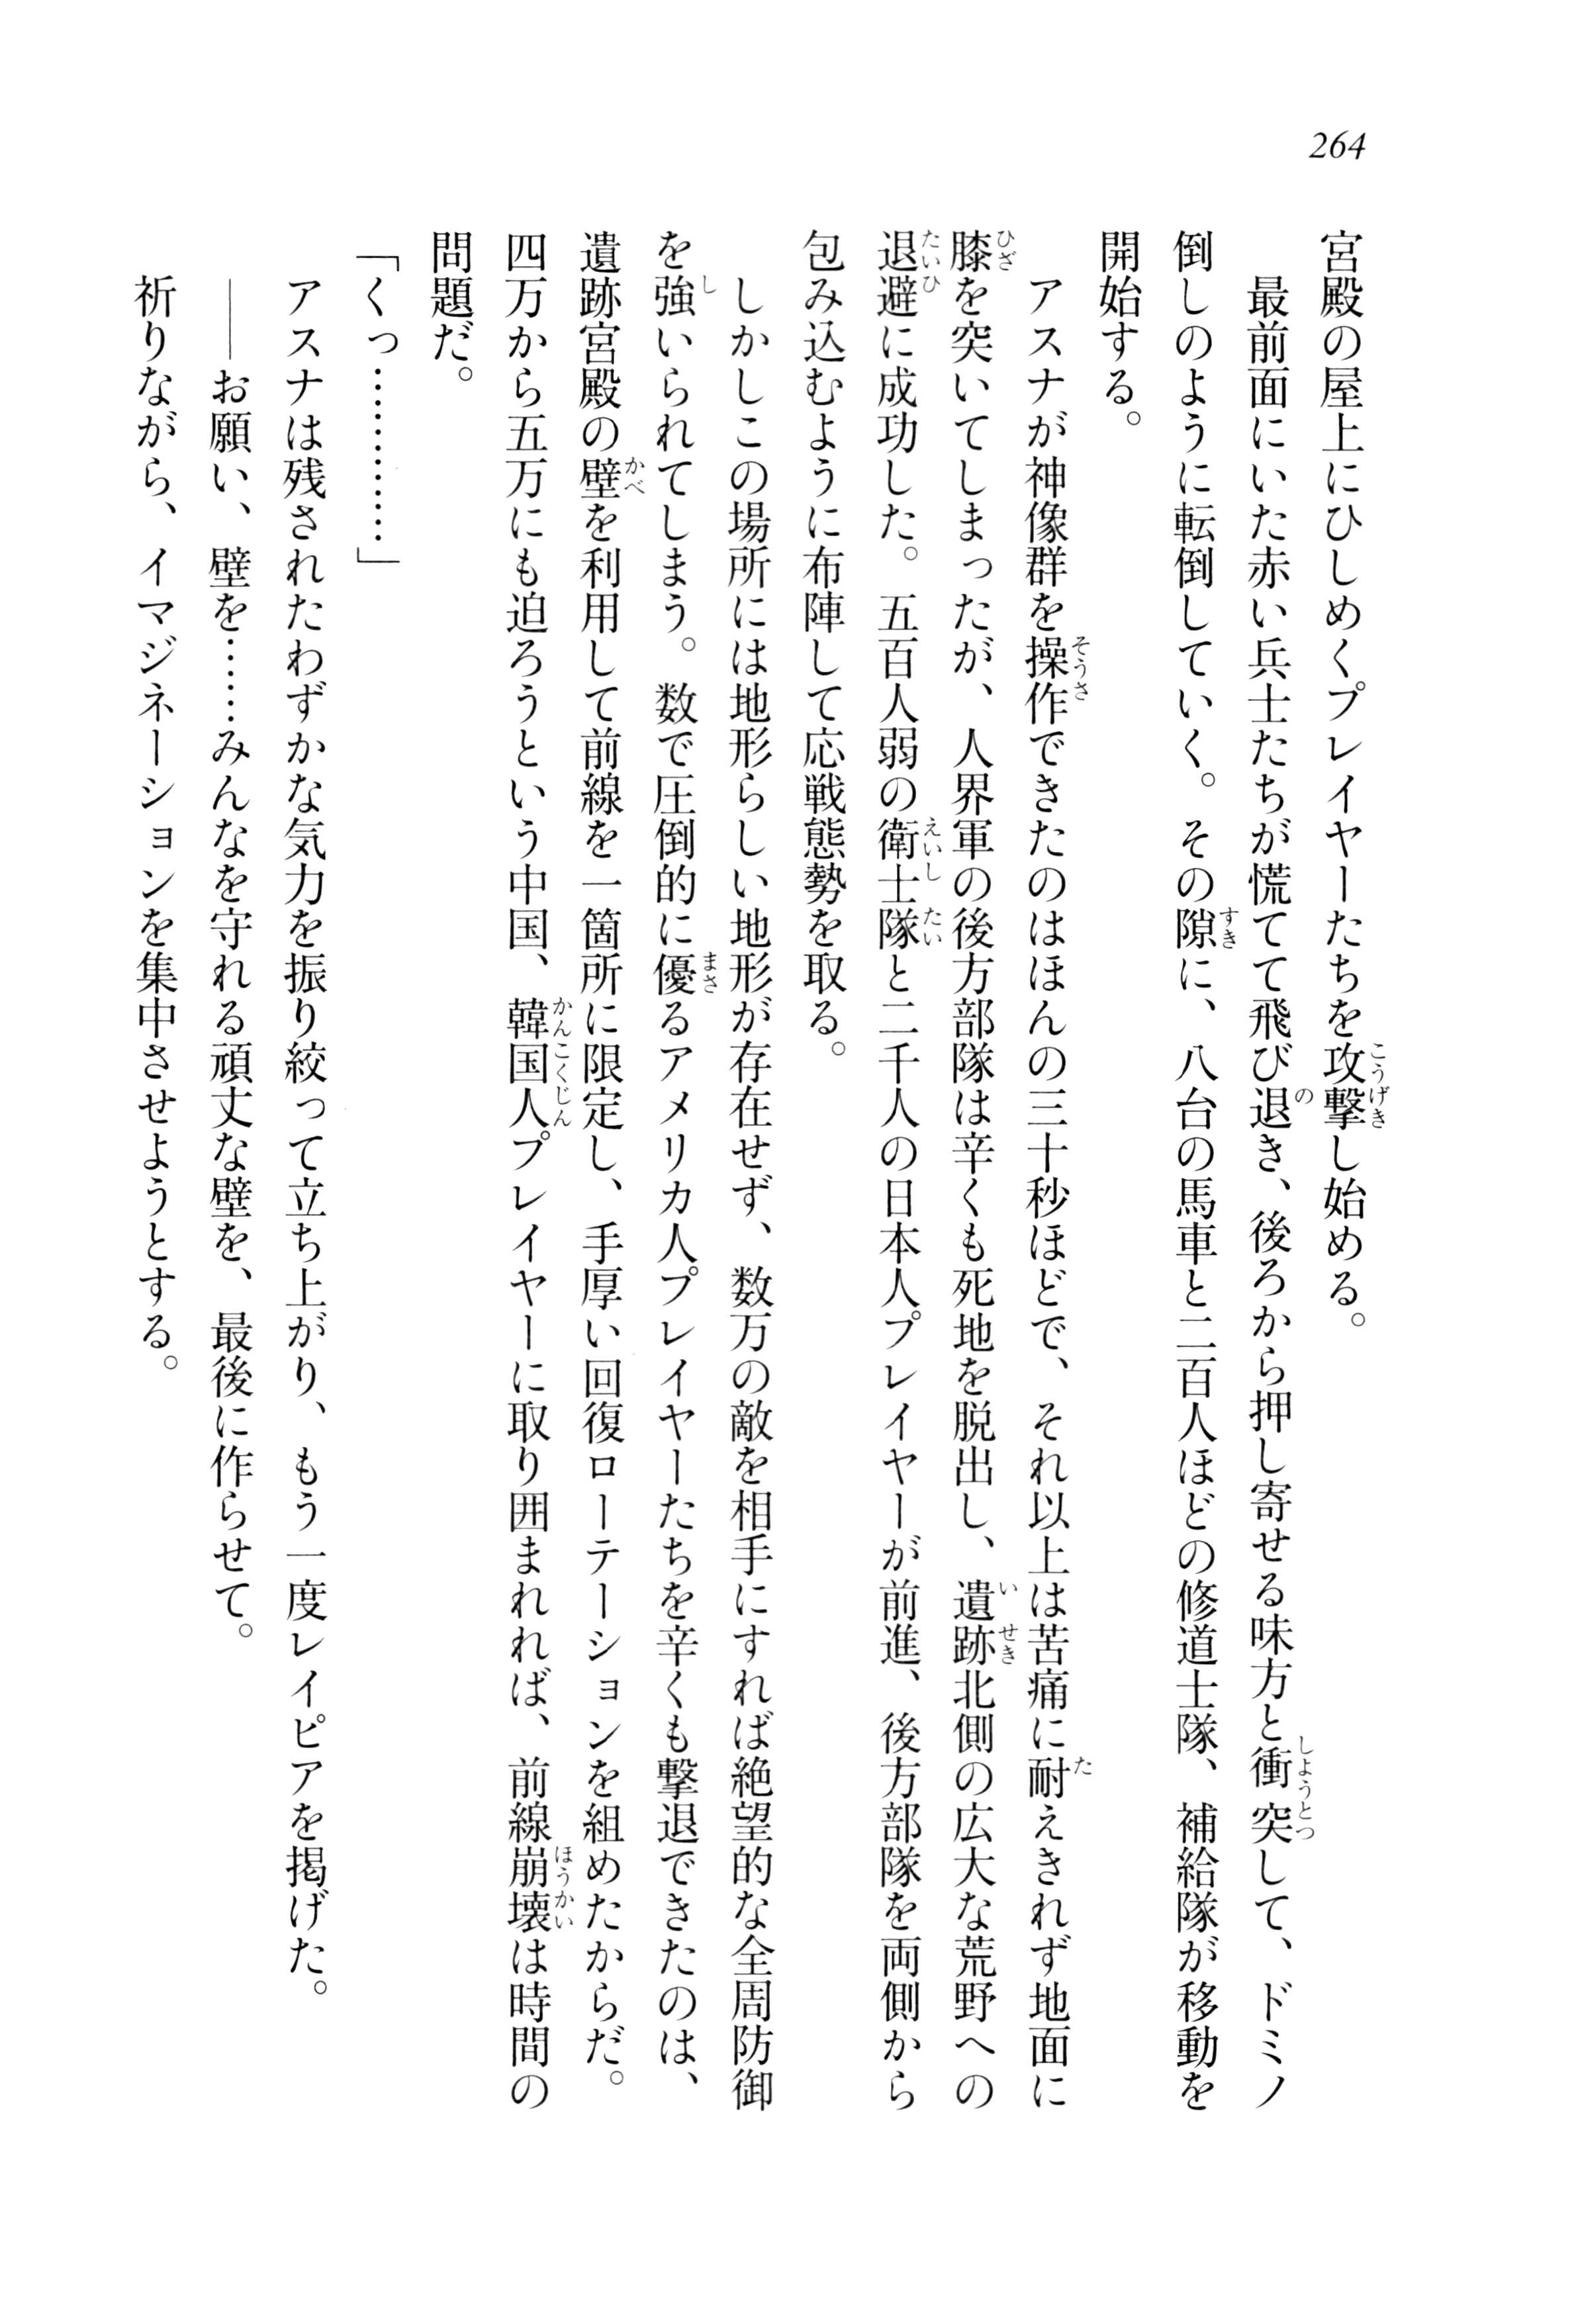 264
宮殿の屋上にひしめくプレイヤーたちを攻撃し始める。
　最前面にいた赤い兵士たちが慌てて飛び退き、後ろから押し寄せる味方と衝突して、ドミノ
倒しのように転倒していく。その隙に、八台の馬車と二百人ほどの修道士隊、補給隊が移動を
開始する。
　アスナが神像群を操作できたのはほんの三十秒ほどで、それ以上は苦痛に耐えきれず地面に
膝を突いてしまったが、人界軍の後方部隊は辛くも死地を脱出し、遺跡北側の広大な荒野への
退避に成功した。五百人弱の衛士隊と二千人の日本人プレイヤーが前進、後方部隊を両側から
包み込むように布陣して応戦態勢を取る。
　しかしこの場所には地形らしい地形が存在せず、数万の敵を相手にすれば絶望的な全周防御
を強いられてしまう。数で圧倒的に優るアメリカ人プレイヤーたちを辛くも撃退できたのは、
遺跡宮殿の壁を利用して前線を一箇所に限定し、手厚い回復ローテーションを組めたからだ。
四万から五万にも迫ろうという中国、韓国人プレイヤーに取り囲まれれば、前線崩壊は時間の
問題だ。
「くっ…………」
　アスナは残されたわずかな気力を振り絞って立ち上がり、もう一度レイピアを掲げた。
　――お願い、壁を……みんなを守れる頑丈な壁を、最後に作らせて。
　祈りながら、イマジネーションを集中させようとする。